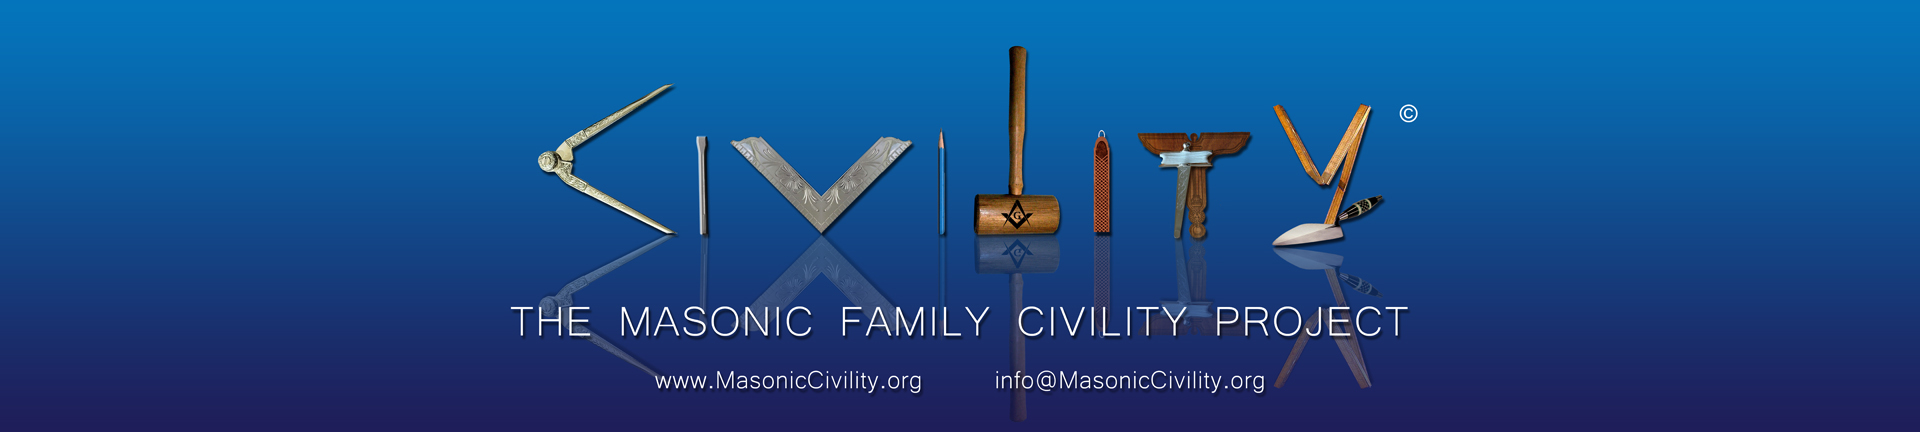 CIVILITY ©
G
THE MASONIC FAMILY CIVILITY PROJECT
www.MasonicCivility.org info@MasonicCivility.org